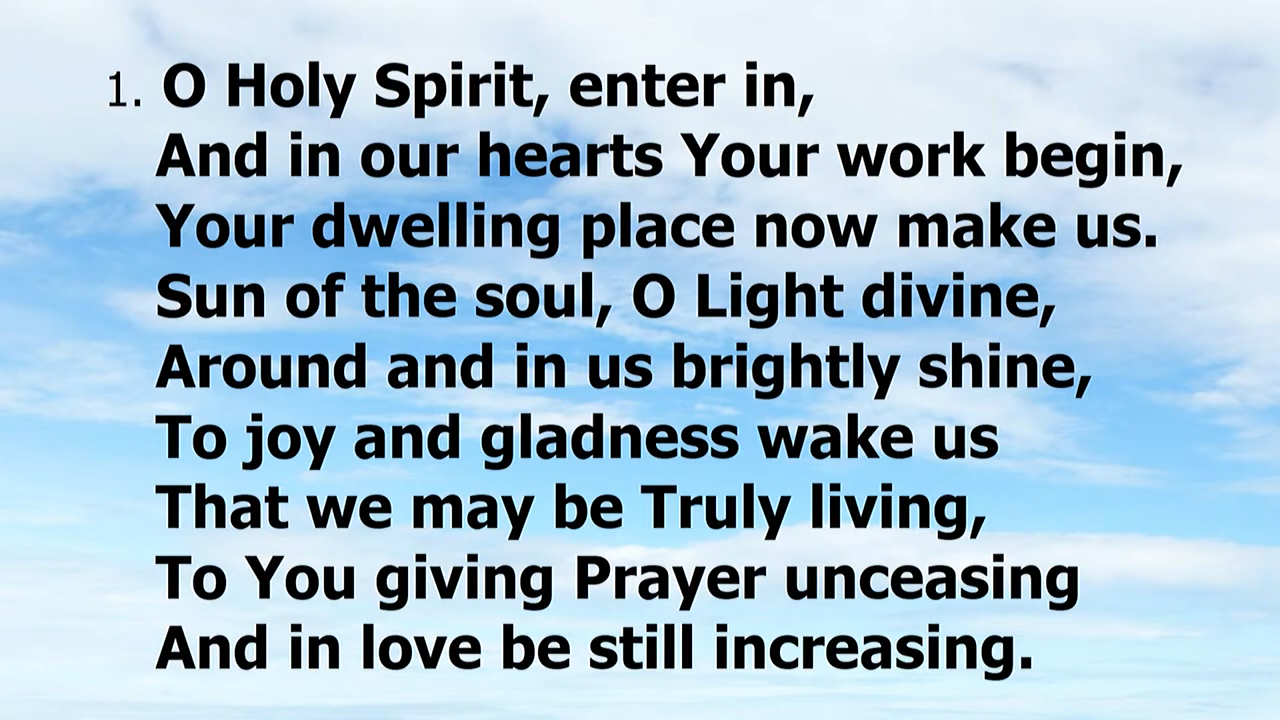 1. O Holy Spirit, enter in,
And in our hearts Your work begin,
Your dwelling place now make us.
Sun of the soul, O Light divine,
Around and in us brightly shine,
To joy and gladness wake us
That we may be Truly living,
To You giving Prayer unceasing
And in love be still increasing.